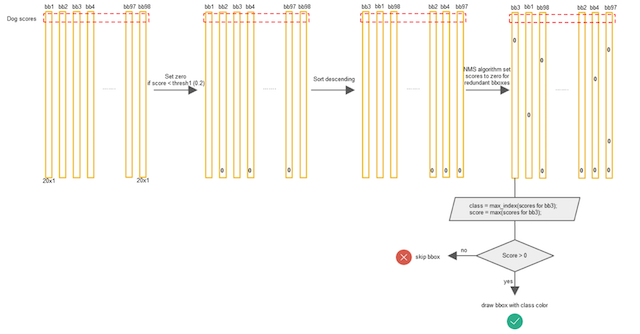 bb1 bb2 bb3 bb4 bb97 bb98
bb1 bb2 bb3 bb4 bb97 bb98
bb3 bb1 bb98 bb2 bb4 bb97
bb3 bb1 bb98 bb2 bb4 bb97
Dog scores
0
0
0
0
0
0
Set zero
if score < thresh1 (0.2)
Sort descending
NMS algorithm set
scores to zero for
redundant bboxes
0 0 0
0 0 0
0 0 0 0
20x1 20x1
class = max_index(scores for bb3);
score = max(scores for bb3);
Score > 0
no
skip bbox
yes
draw bbox with class color